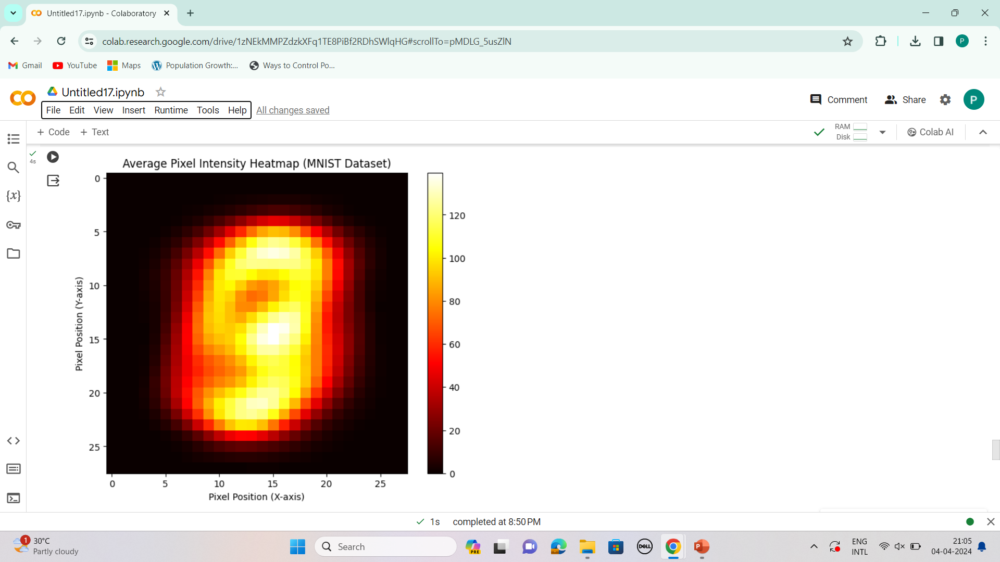 Untitled17.ipynb - Colaboratory
colab.research.google.com/drive/1zNEkMMPZdzkXFq1TE8PiBf2RDhSWlqHG#scrollTo=pMDLG_5usZlN
P
Gmail YouTube Maps Population Growth:... Ways to Control Po...
Untitled17.ipynb
File Edit View Insert Runtime Tools Help All changes saved
Comment Share P
+ Code + Text
RAM
Disk
Colab AI
4s
{x}
Average Pixel Intensity Heatmap (MNIST Dataset)
0
5
10
15
20
25
Pixel Position (Y-axis)
0 5 10 15 20 25
Pixel Position (X-axis)
120
100
80
60
40
20
0
1s completed at 8:50 PM
1
30°C
Partly cloudy
Search
PRE
DELL
P
ENG
INTL
21:05
04-04-2024